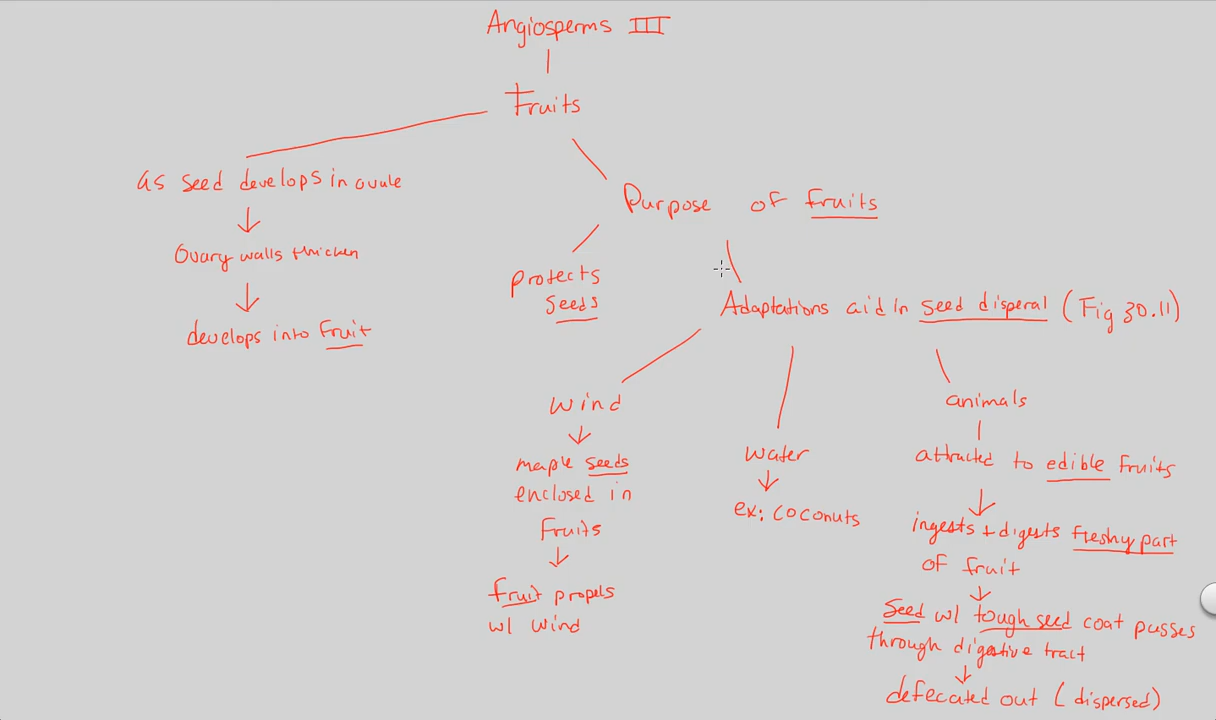 Angiosperms III
Fruits
as seed develops in ovule
Ovary walls thicken
develops into Fruit
Purpose of fruits
protects
seeds
Adaptations aid in seed disperal (Fig 30.11)
Wind
maple seeds
enclosed in
fruits
fruit propels
w/ wind
water
ex: coconuts
animals
attracted to edible fruits
ingests + digests fleshy part
of fruit
Seed w/ tough seed coat passes
through digestive tract
defecated out (dispersed)